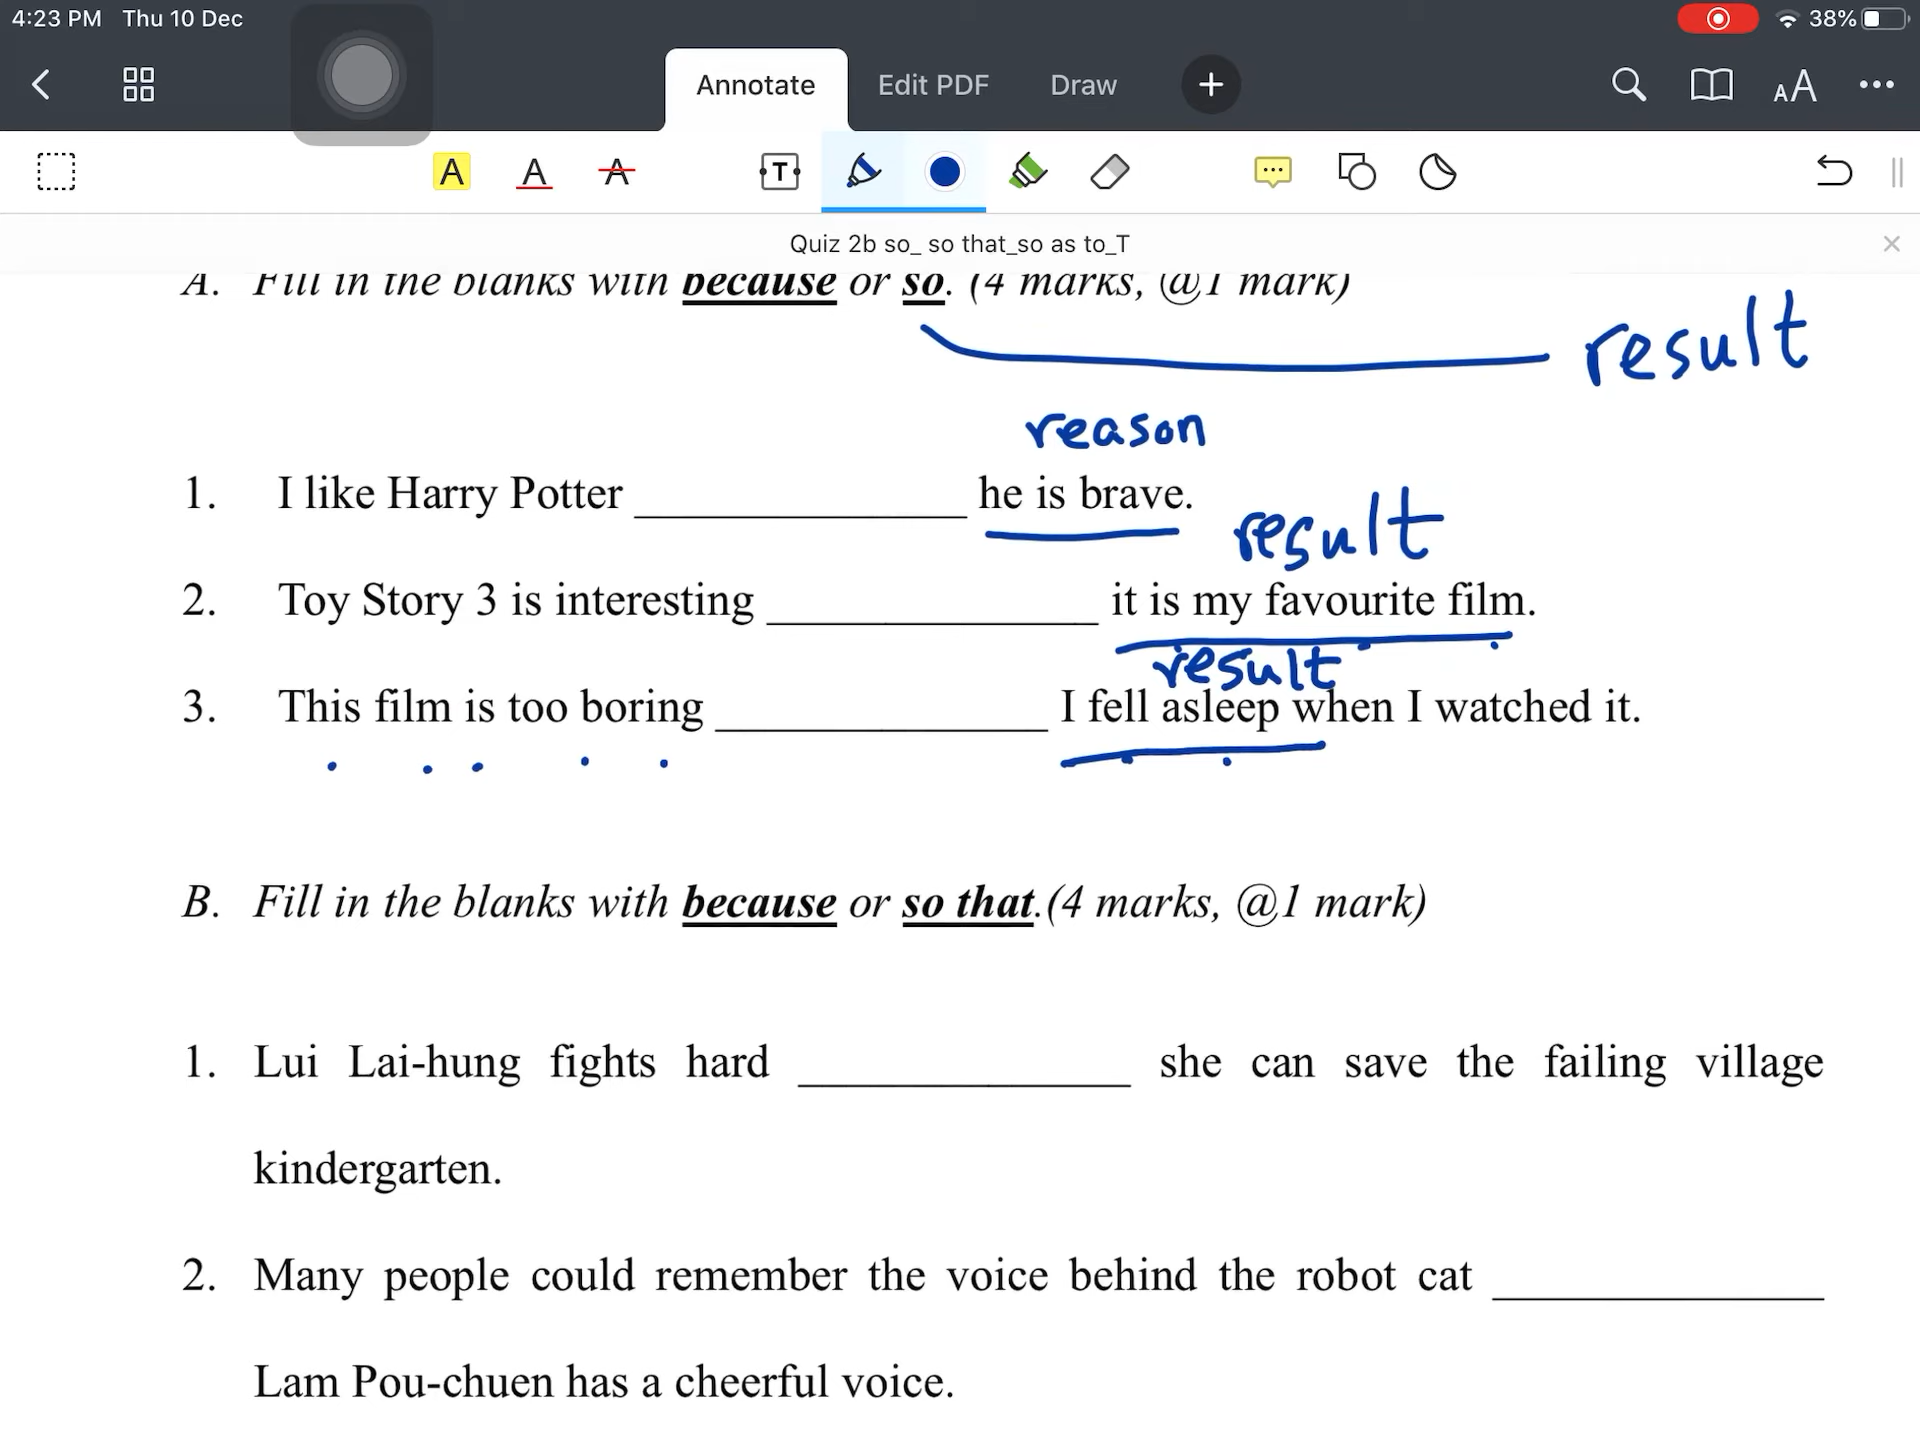 4:23 PM Thu 10 Dec 38%
Annotate Edit PDF Draw
A A A T
Quiz 2b so_ so that_so as to_T
A. Fill in the blanks with because or so. (4 marks, @1 mark)
result
reason
1. I like Harry Potter ______________ he is brave.
result
2. Toy Story 3 is interesting ______________ it is my favourite film.
result
3. This film is too boring ______________ I fell asleep when I watched it.
B. Fill in the blanks with because or so that.(4 marks, @1 mark)
1. Lui Lai-hung fights hard ______________ she can save the failing village
kindergarten.
2. Many people could remember the voice behind the robot cat ______________
Lam Pou-chuen has a cheerful voice.